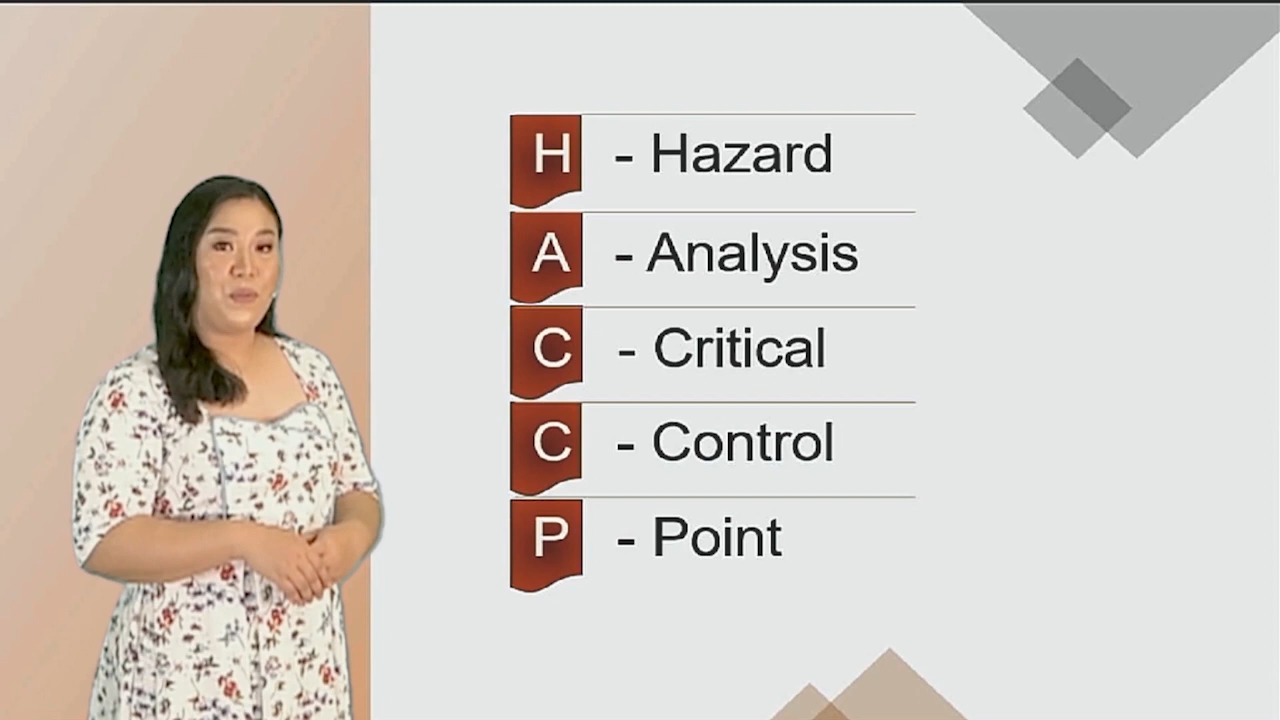 H - Hazard
A - Analysis
C - Critical
C - Control
P - Point